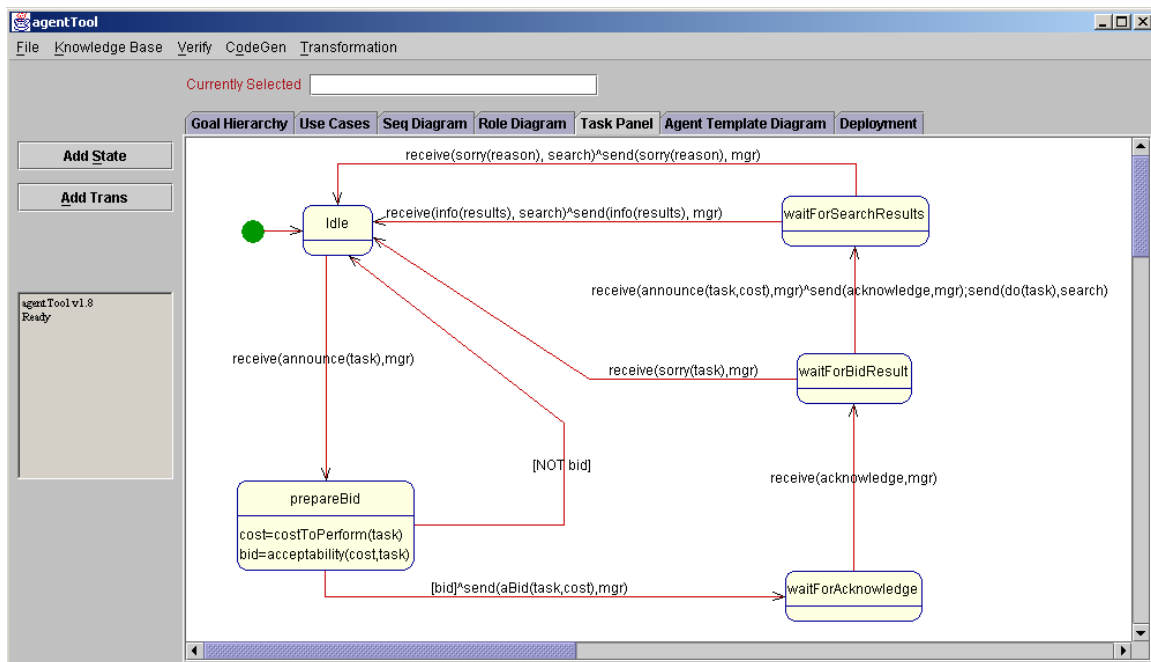 agentTool
File Knowledge Base Verify CodeGen Transformation
Currently Selected
Goal Hierarchy Use Cases Seq Diagram Role Diagram Task Panel Agent Template Diagram Deployment
Add State
Add Trans
agentTool v1.8
Ready
receive(sorry(reason), search)^send(sorry(reason), mgr)
Idle
receive(info(results), search)^send(info(results), mgr)
waitForSearchResults
receive(announce(task,cost),mgr)^send(acknowledge,mgr);send(do(task),search)
receive(announce(task),mgr)
receive(sorry(task),mgr)
waitForBidResult
[NOT bid]
receive(acknowledge,mgr)
prepareBid
cost=costToPerform(task)
bid=acceptability(cost,task)
[bid]^send(aBid(task,cost),mgr)
waitForAcknowledge